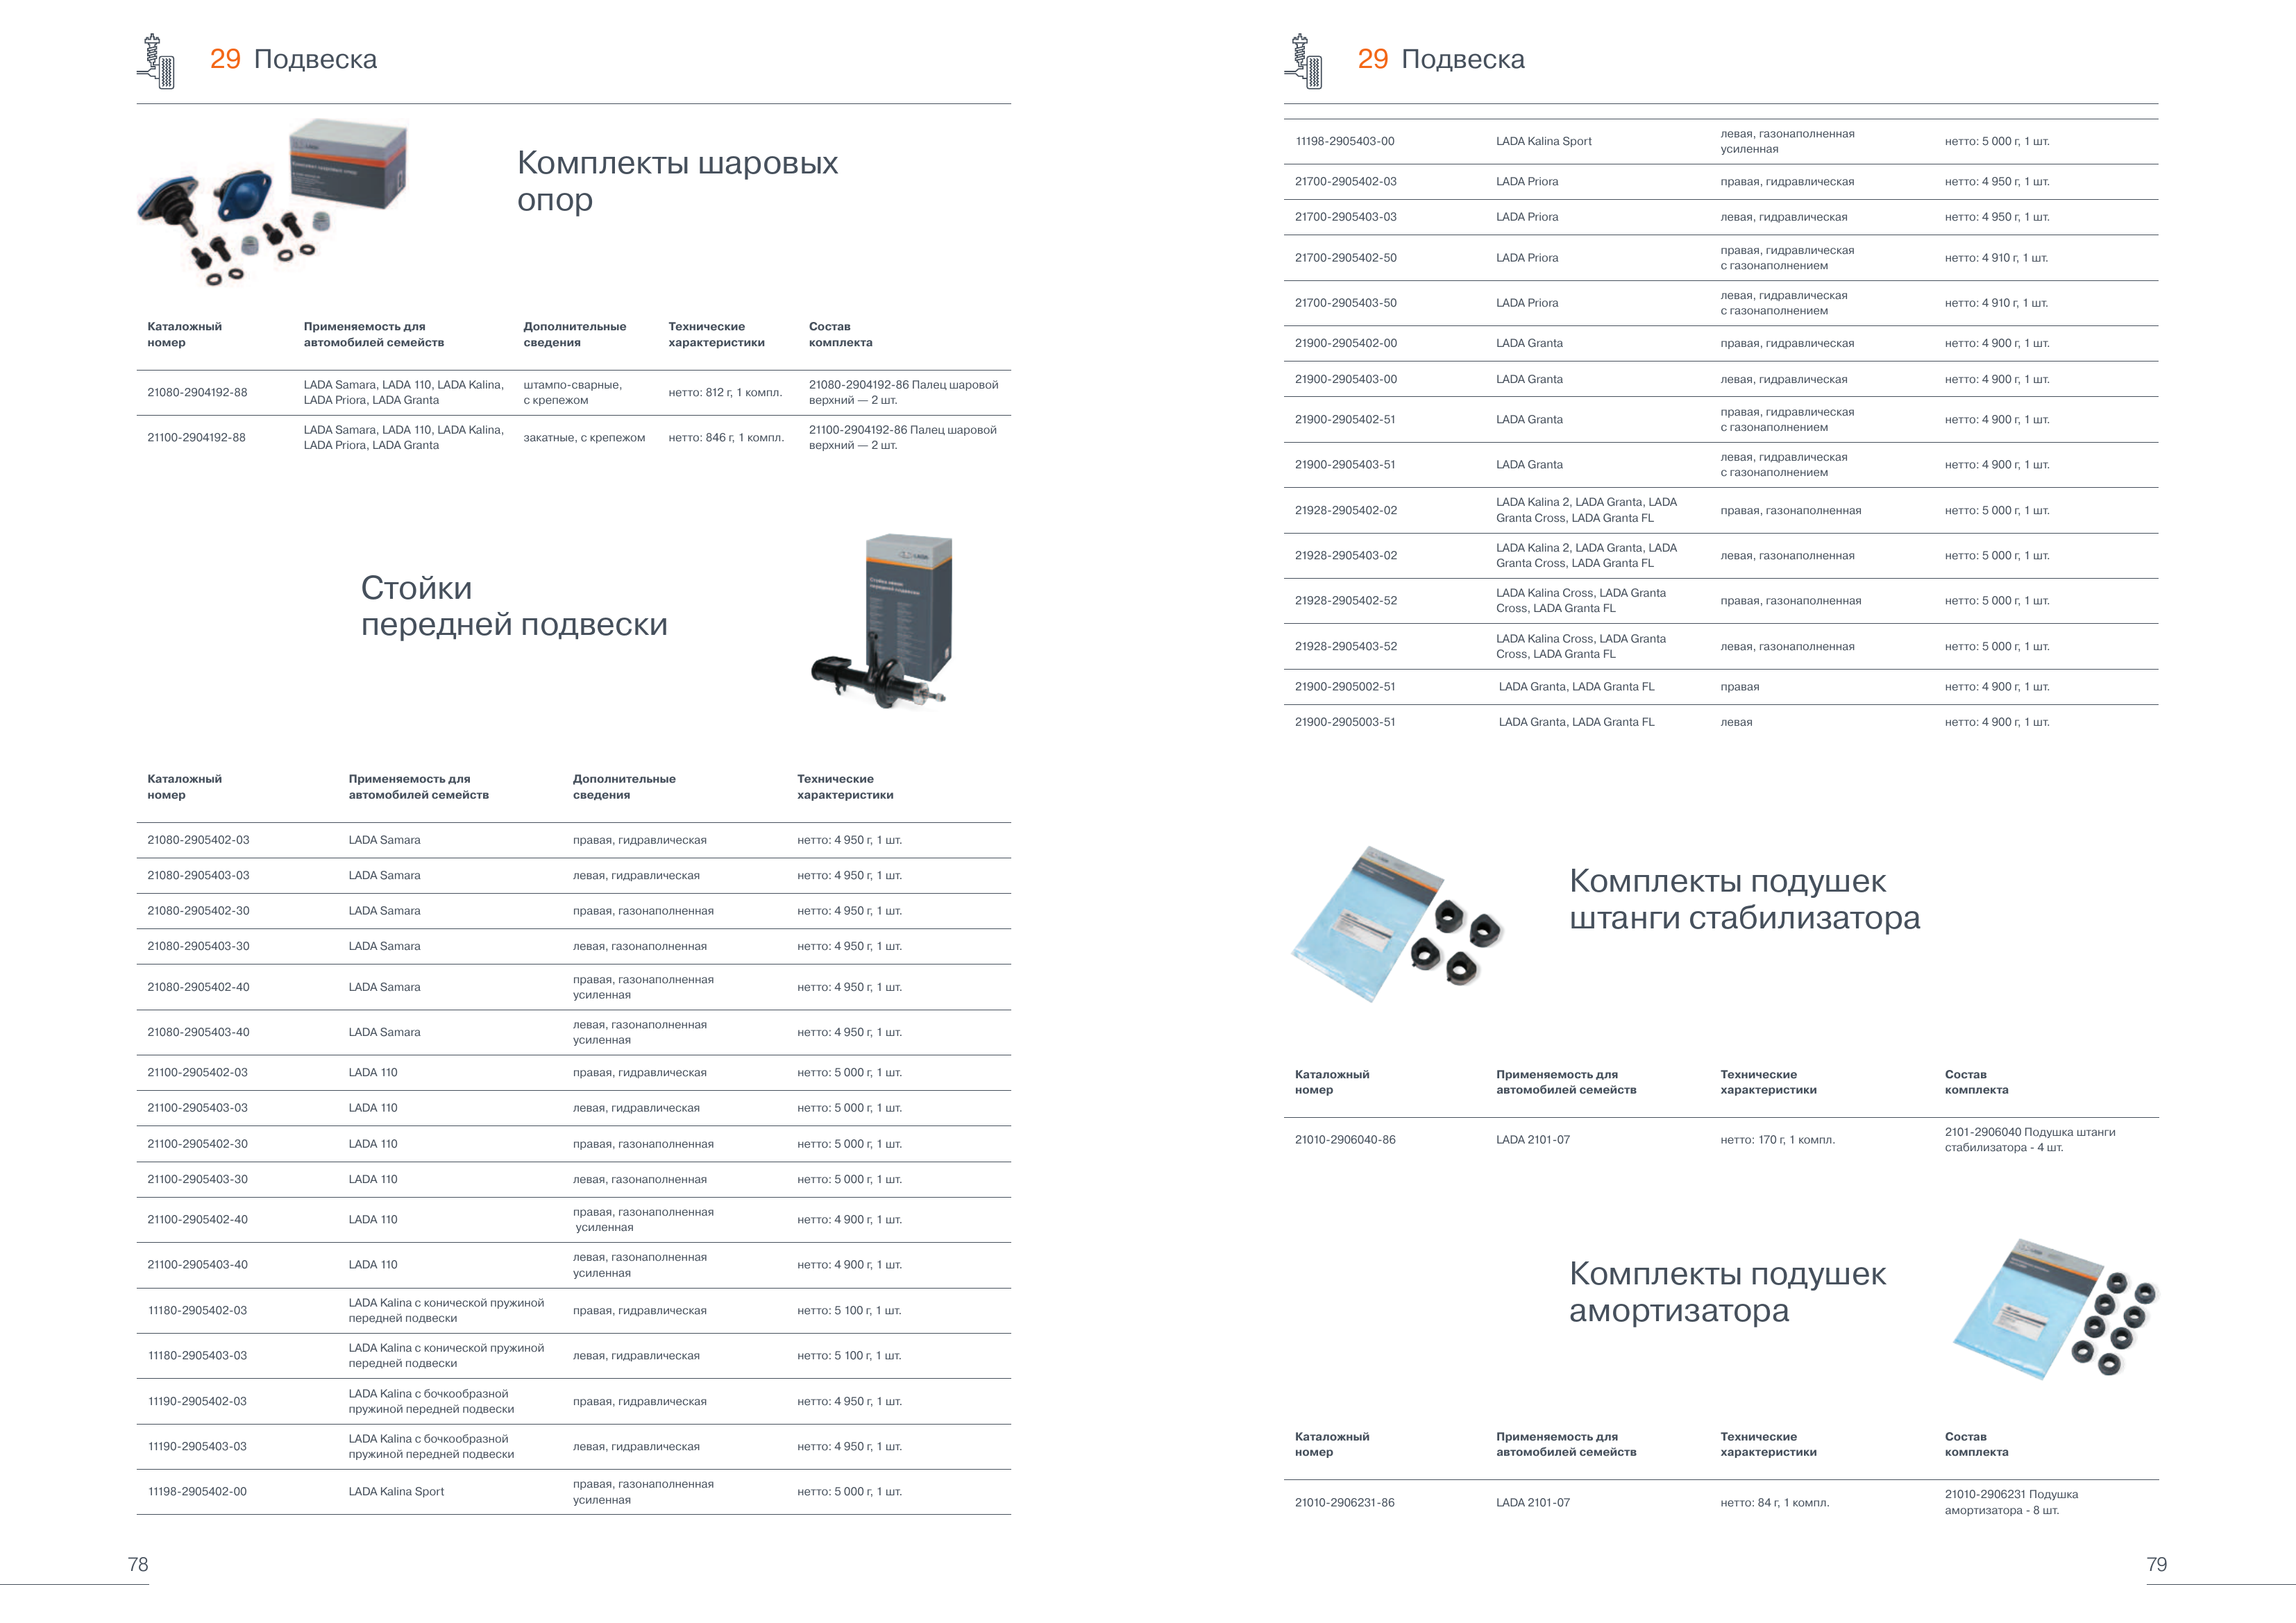 29 Подвеска
Комплекты шаровых
опор
Каталожный
номер
Применяемость для
автомобилей семейств
Дополнительные
сведения
Технические
характеристики
Состав
комплекта
21080-2904192-88
LADA Samara, LADA 110, LADA Kalina,
LADA Priora, LADA Granta
штампо-сварные,
с крепежом
нетто: 812 г, 1 компл.
21080-2904192-86 Палец шаровой
верхний — 2 шт.
21100-2904192-88
LADA Samara, LADA 110, LADA Kalina,
LADA Priora, LADA Granta
закатные, с крепежом
нетто: 846 г, 1 компл.
21100-2904192-86 Палец шаровой
верхний — 2 шт.
Стойки
передней подвески
Каталожный
номер
Применяемость для
автомобилей семейств
Дополнительные
сведения
Технические
характеристики
21080-2905402-03 LADA Samara правая, гидравлическая нетто: 4 950 г, 1 шт.
21080-2905403-03 LADA Samara левая, гидравлическая нетто: 4 950 г, 1 шт.
21080-2905402-30 LADA Samara правая, газонаполненная нетто: 4 950 г, 1 шт.
21080-2905403-30 LADA Samara левая, газонаполненная нетто: 4 950 г, 1 шт.
21080-2905402-40 LADA Samara
правая, газонаполненная
усиленная
нетто: 4 950 г, 1 шт.
21080-2905403-40 LADA Samara
левая, газонаполненная
усиленная
нетто: 4 950 г, 1 шт.
21100-2905402-03 LADA 110 правая, гидравлическая нетто: 5 000 г, 1 шт.
21100-2905403-03 LADA 110 левая, гидравлическая нетто: 5 000 г, 1 шт.
21100-2905402-30 LADA 110 правая, газонаполненная нетто: 5 000 г, 1 шт.
21100-2905403-30 LADA 110 левая, газонаполненная нетто: 5 000 г, 1 шт.
21100-2905402-40 LADA 110
правая, газонаполненная
усиленная
нетто: 4 900 г, 1 шт.
21100-2905403-40 LADA 110
левая, газонаполненная
усиленная
нетто: 4 900 г, 1 шт.
11180-2905402-03
LADA Kalina с конической пружиной
передней подвески
правая, гидравлическая нетто: 5 100 г, 1 шт.
11180-2905403-03
LADA Kalina с конической пружиной
передней подвески
левая, гидравлическая нетто: 5 100 г, 1 шт.
11190-2905402-03
LADA Kalina с бочкообразной
пружиной передней подвески
правая, гидравлическая нетто: 4 950 г, 1 шт.
11190-2905403-03
LADA Kalina с бочкообразной
пружиной передней подвески
левая, гидравлическая нетто: 4 950 г, 1 шт.
11198-2905402-00 LADA Kalina Sport
правая, газонаполненная
усиленная
нетто: 5 000 г, 1 шт.
78
29 Подвеска
11198-2905403-00 LADA Kalina Sport
левая, газонаполненная
усиленная
нетто: 5 000 г, 1 шт.
21700-2905402-03 LADA Priora правая, гидравлическая нетто: 4 950 г, 1 шт.
21700-2905403-03 LADA Priora левая, гидравлическая нетто: 4 950 г, 1 шт.
21700-2905402-50 LADA Priora
правая, гидравлическая
с газонаполнением
нетто: 4 910 г, 1 шт.
21700-2905403-50 LADA Priora
левая, гидравлическая
с газонаполнением
нетто: 4 910 г, 1 шт.
21900-2905402-00 LADA Granta правая, гидравлическая нетто: 4 900 г, 1 шт.
21900-2905403-00 LADA Granta левая, гидравлическая нетто: 4 900 г, 1 шт.
21900-2905402-51 LADA Granta
правая, гидравлическая
с газонаполнением
нетто: 4 900 г, 1 шт.
21900-2905403-51 LADA Granta
левая, гидравлическая
с газонаполнением
нетто: 4 900 г, 1 шт.
21928-2905402-02
LADA Kalina 2, LADA Granta, LADA
Granta Cross, LADA Granta FL
правая, газонаполненная нетто: 5 000 г, 1 шт.
21928-2905403-02
LADA Kalina 2, LADA Granta, LADA
Granta Cross, LADA Granta FL
левая, газонаполненная нетто: 5 000 г, 1 шт.
21928-2905402-52
LADA Kalina Cross, LADA Granta
Cross, LADA Granta FL
правая, газонаполненная нетто: 5 000 г, 1 шт.
21928-2905403-52
LADA Kalina Cross, LADA Granta
Cross, LADA Granta FL
левая, газонаполненная нетто: 5 000 г, 1 шт.
21900-2905002-51 LADA Granta, LADA Granta FL правая нетто: 4 900 г, 1 шт.
21900-2905003-51 LADA Granta, LADA Granta FL левая нетто: 4 900 г, 1 шт.
Комплекты подушек
штанги стабилизатора
Каталожный
номер
Применяемость для
автомобилей семейств
Технические
характеристики
Состав
комплекта
21010-2906040-86 LADA 2101-07 нетто: 170 г, 1 компл.
2101-2906040 Подушка штанги
стабилизатора - 4 шт.
Комплекты подушек
амортизатора
Каталожный
номер
Применяемость для
автомобилей семейств
Технические
характеристики
Состав
комплекта
21010-2906231-86 LADA 2101-07 нетто: 84 г, 1 компл.
21010-2906231 Подушка
амортизатора - 8 шт.
79